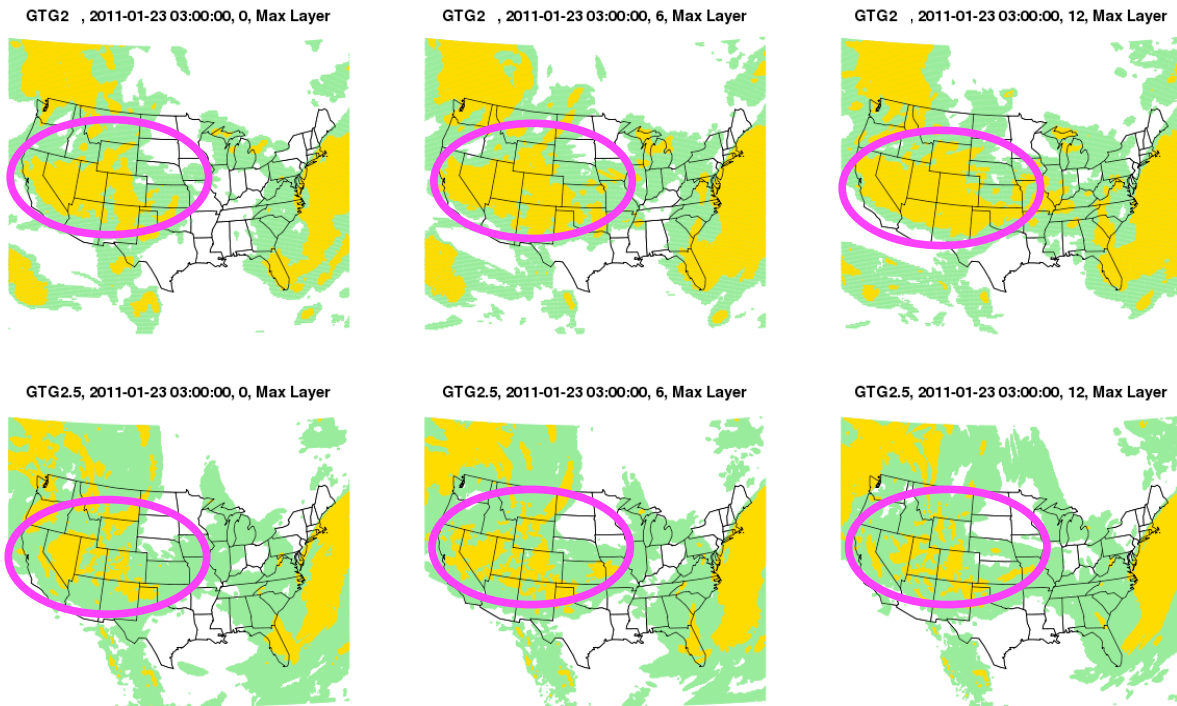 GTG2 , 2011-01-23 03:00:00, 0, Max Layer
GTG2 , 2011-01-23 03:00:00, 6, Max Layer
GTG2 , 2011-01-23 03:00:00, 12, Max Layer
GTG2.5, 2011-01-23 03:00:00, 0, Max Layer
GTG2.5, 2011-01-23 03:00:00, 6, Max Layer
GTG2.5, 2011-01-23 03:00:00, 12, Max Layer